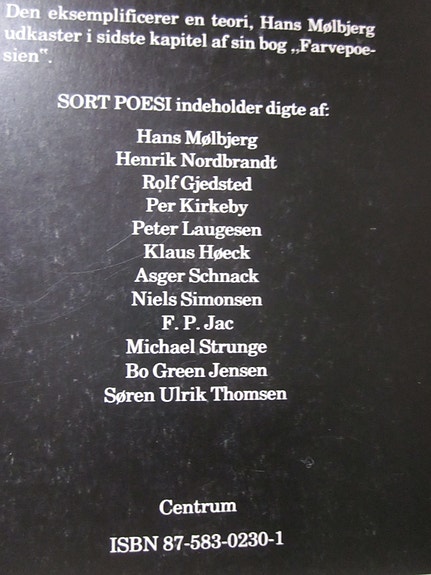 Den eksemplificerer en teori, Hans Mølbjerg
udkaster i sidste kapitel af sin bog „Farvepoe-
sien".
SORT POESI indeholder digte af:
Hans Mølbjerg
Henrik Nordbrandt
Rolf Gjedsted
Per Kirkeby
Peter Laugesen
Klaus Høeck
Asger Schnack
Niels Simonsen
F. P. Jac
Michael Strunge
Bo Green Jensen
Søren Ulrik Thomsen
Centrum
ISBN 87-583-0230-1